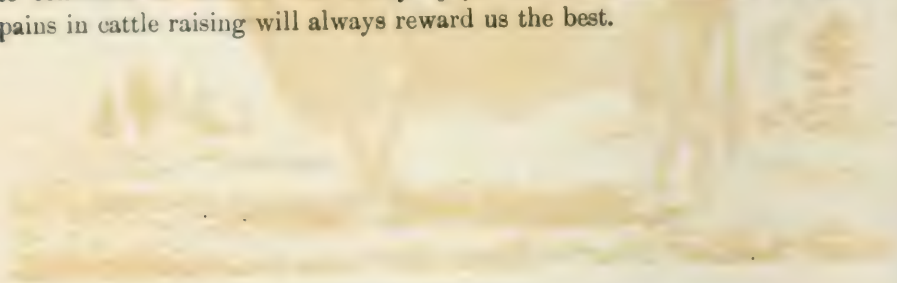 pains in cattle raising will always reward us the best.